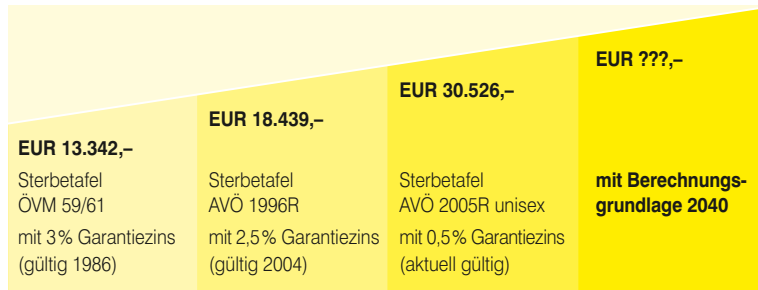 EUR 13.342,–
Sterbetafel
ÖVM 59/61
mit 3% Garantiezins
(gültig 1986)
EUR 18.439,–
Sterbetafel
AVÖ 1996R
mit 2,5% Garantiezins
(gültig 2004)
EUR 30.526,–
Sterbetafel
AVÖ 2005R unisex
mit 0,5% Garantiezins
(aktuell gültig)
EUR ???,–
mit Berechnungs-
grundlage 2040